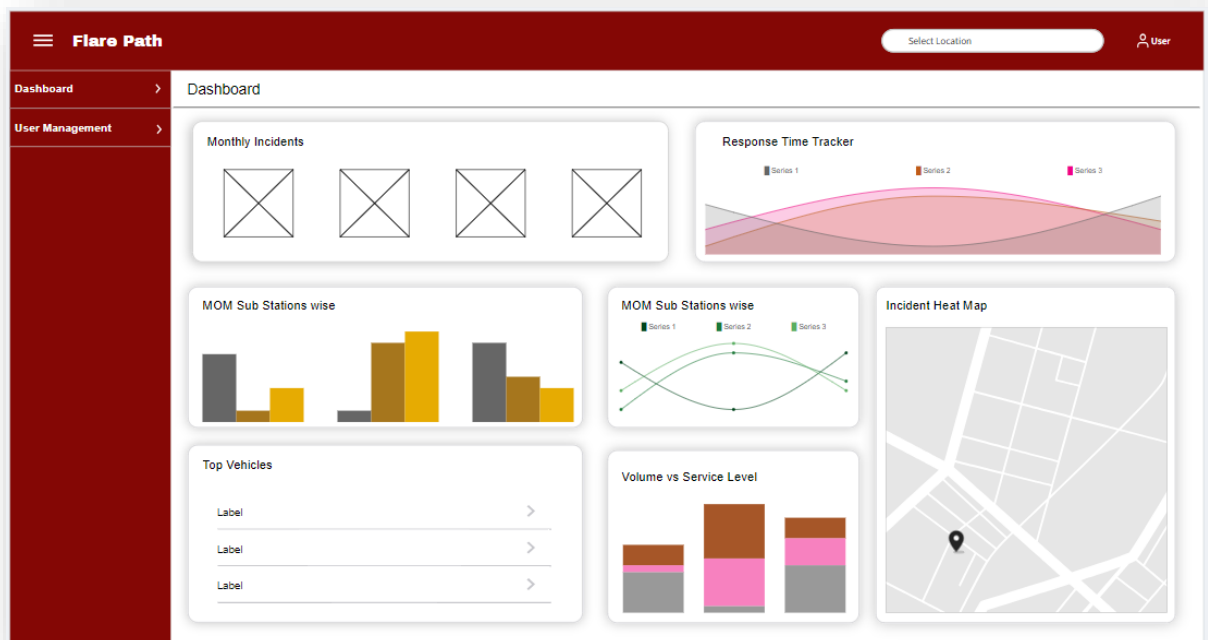 Flare Path
Select Location
User
Dashboard
User Management
Dashboard
Monthly Incidents
Response Time Tracker
Series 1
Series 2
Series 3
MOM Sub Stations wise
MOM Sub Stations wise
Series 1
Series 2
Series 3
Incident Heat Map
Top Vehicles
Label
Label
Label
Volume vs Service Level